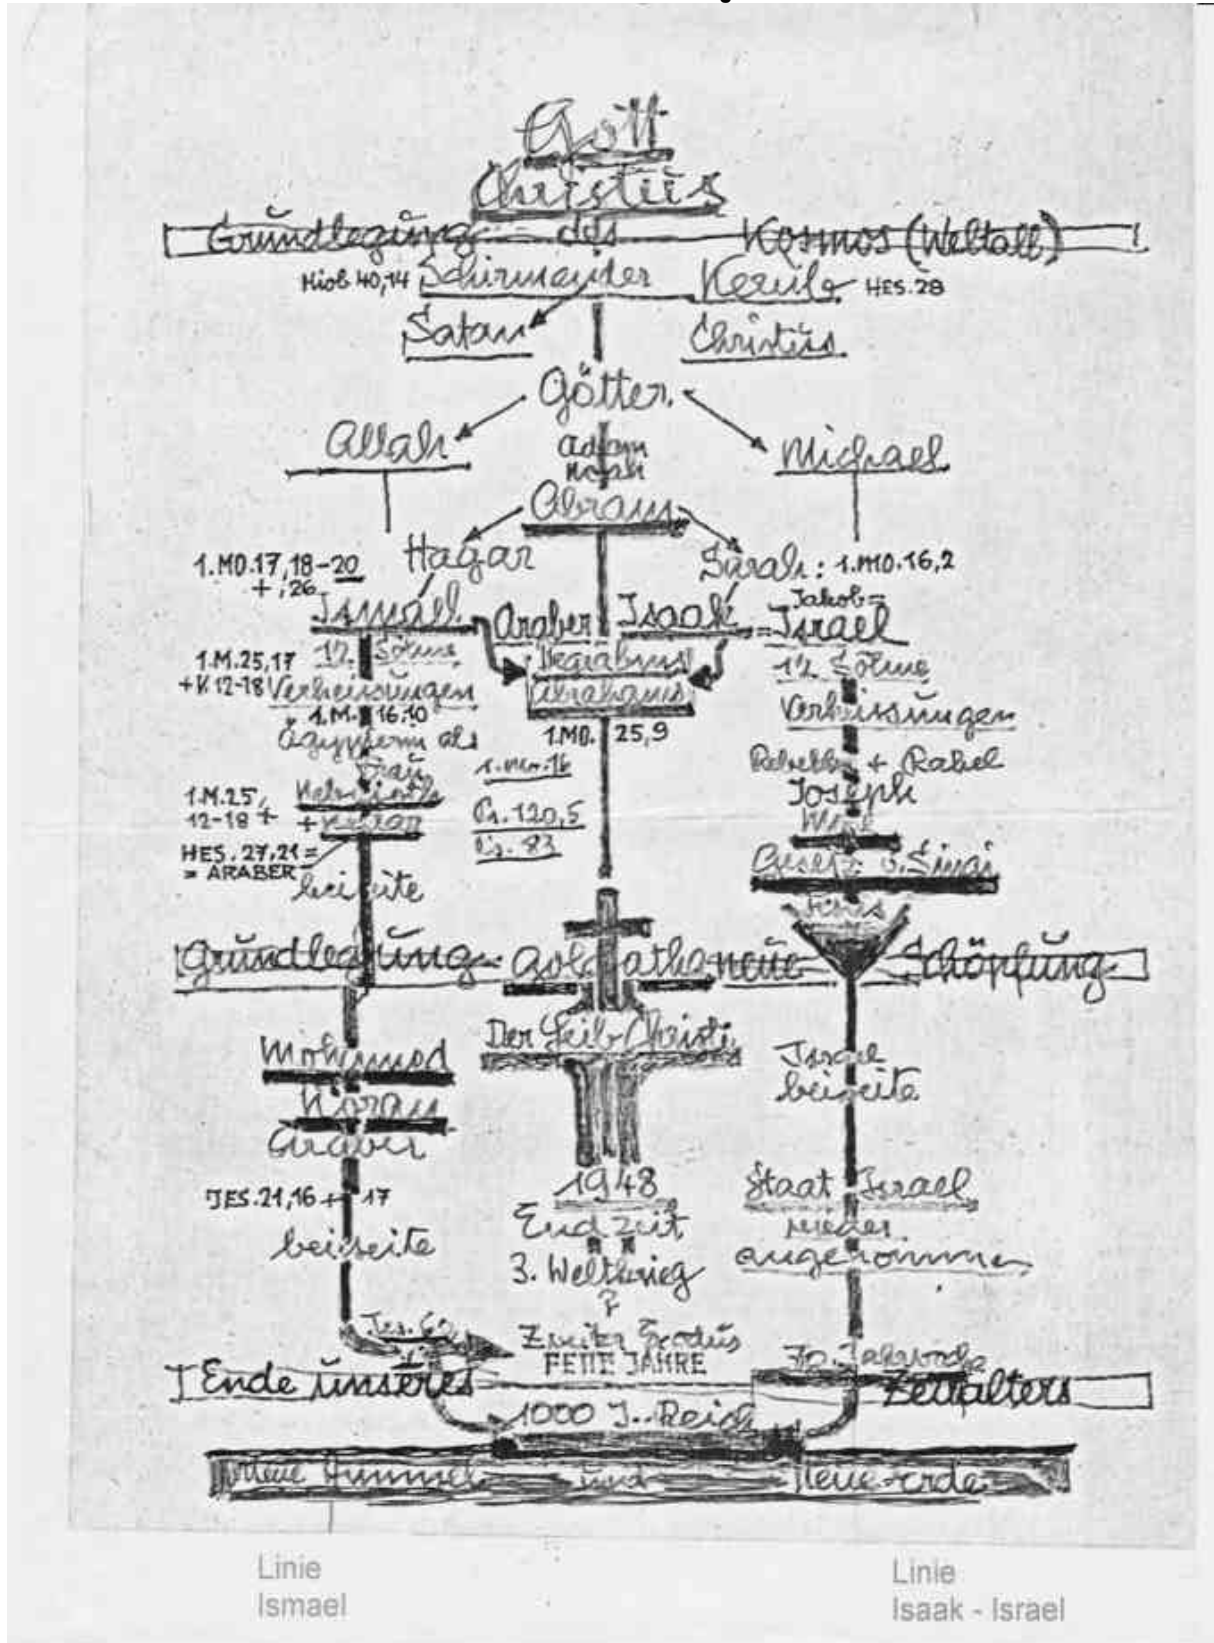 Gott
Christus
Grundlegung des Kosmos (Weltall)
Hiob 40,14 Schirmender Kerub HES.28
Satan Christus
Götter
Allah Adam Michael
Noah
Abram
Hagar Sarah: 1.MO.16,2
1.MO.17,18-20
+,26
Ismael Araber Isaak Jakob=
=Israel
12 Söhne Begräbnis 12 Söhne
1.M.25,17
+V.12-18 Verheissungen Abrahams Verheissungen
1.M. 16.10 1.MO. 25,9
Ägypterin als
Frau 1.Mo.16 Rebekka + Rahel
Joseph
1.M.25,
12-18 + + Kedar Ps.120,5
Ps. 83
HES.27,21=
= ARABER
beiseite Gesetz v. Sinai
Grundlegung Golgatha neue Schöpfung
Der Leib Christi
Mohammed Israel
beiseite
Koran
Araber
1948 Staat Israel
JES.21,16 + 17
Endzeit wieder
beiseite angenommen
3. Weltkrieg
?
Jes. 60 Zweiter Exodus 70. Jahrwoche
FETTE JAHRE
Ende unseres Zeitalters
1000 J. Reich
Neue Himmel und Neue Erde
Linie Linie
Ismael Isaak - Israel